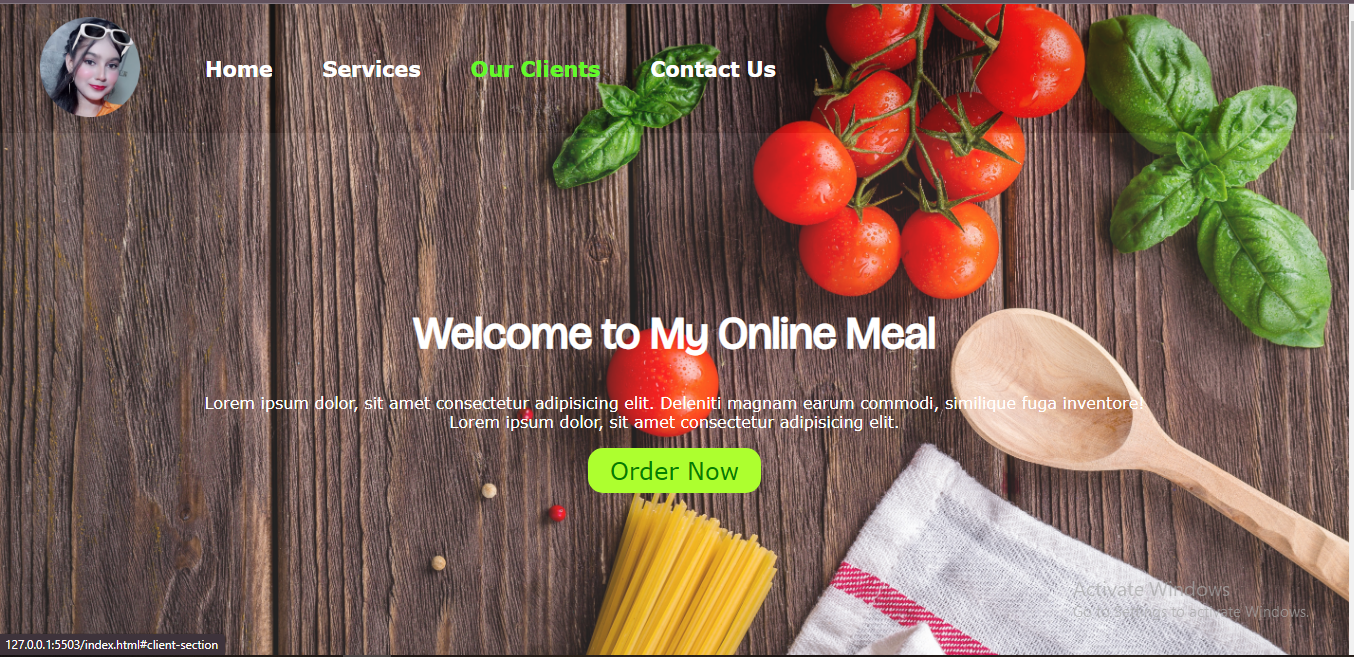 Home Services Our Clients Contact Us
Welcome to My Online Meal
Lorem ipsum dolor, sit amet consectetur adipisicing elit. Deleniti magnam earum commodi, similique fuga inventore!
Lorem ipsum dolor, sit amet consectetur adipisicing elit.
Order Now
Activate Windows
Go to Settings to activate Windows.
127.0.0.1:5503/index.html#client-section